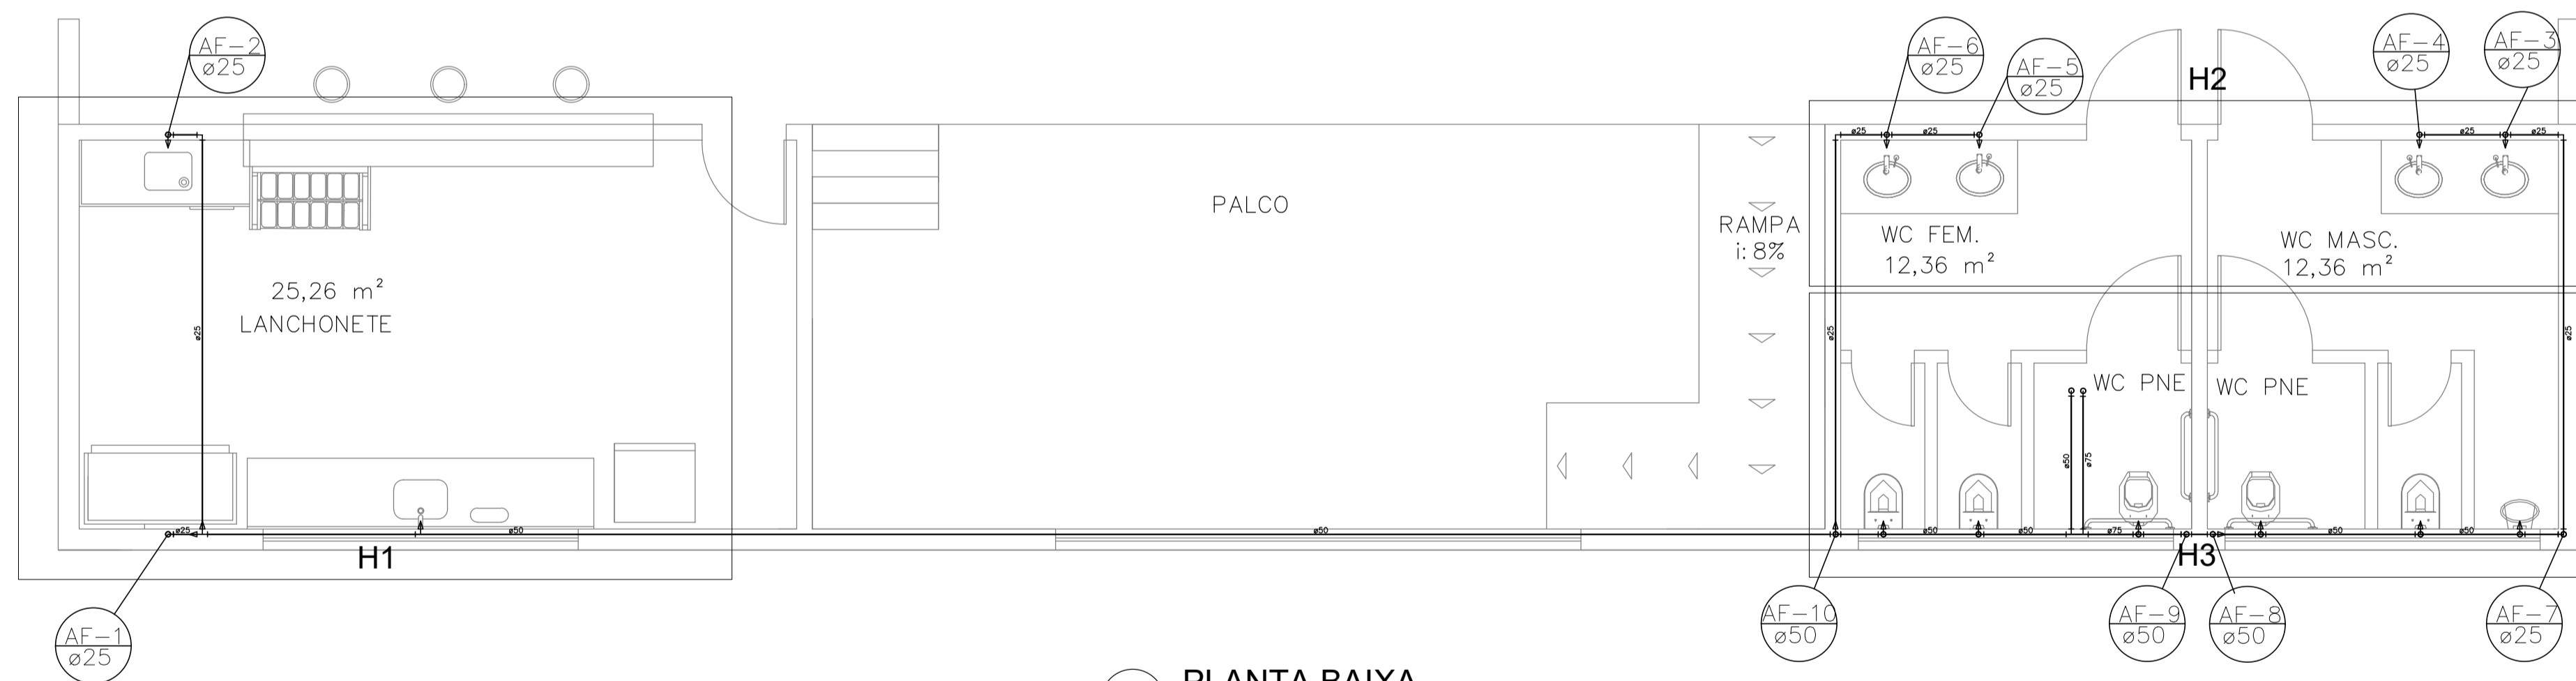 AF-2
ø25
AF-6
ø25
AF-5
ø25
H2
AF-4
ø25
AF-3
ø25
ø25
ø25
ø25
ø25
PALCO
RAMPA
i: 8%
WC FEM.
12,36 m²
WC MASC.
12,36 m²
25,26 m²
LANCHONETE
ø25
ø25
ø25
WC PNE
WC PNE
ø50
ø75
ø25
ø50
ø50
ø50
ø50
ø75
ø50
ø50
H1
H3
AF-1
ø25
AF-10
ø50
AF-9
ø50
AF-8
ø50
AF-7
ø25
PLANTA BAIXA